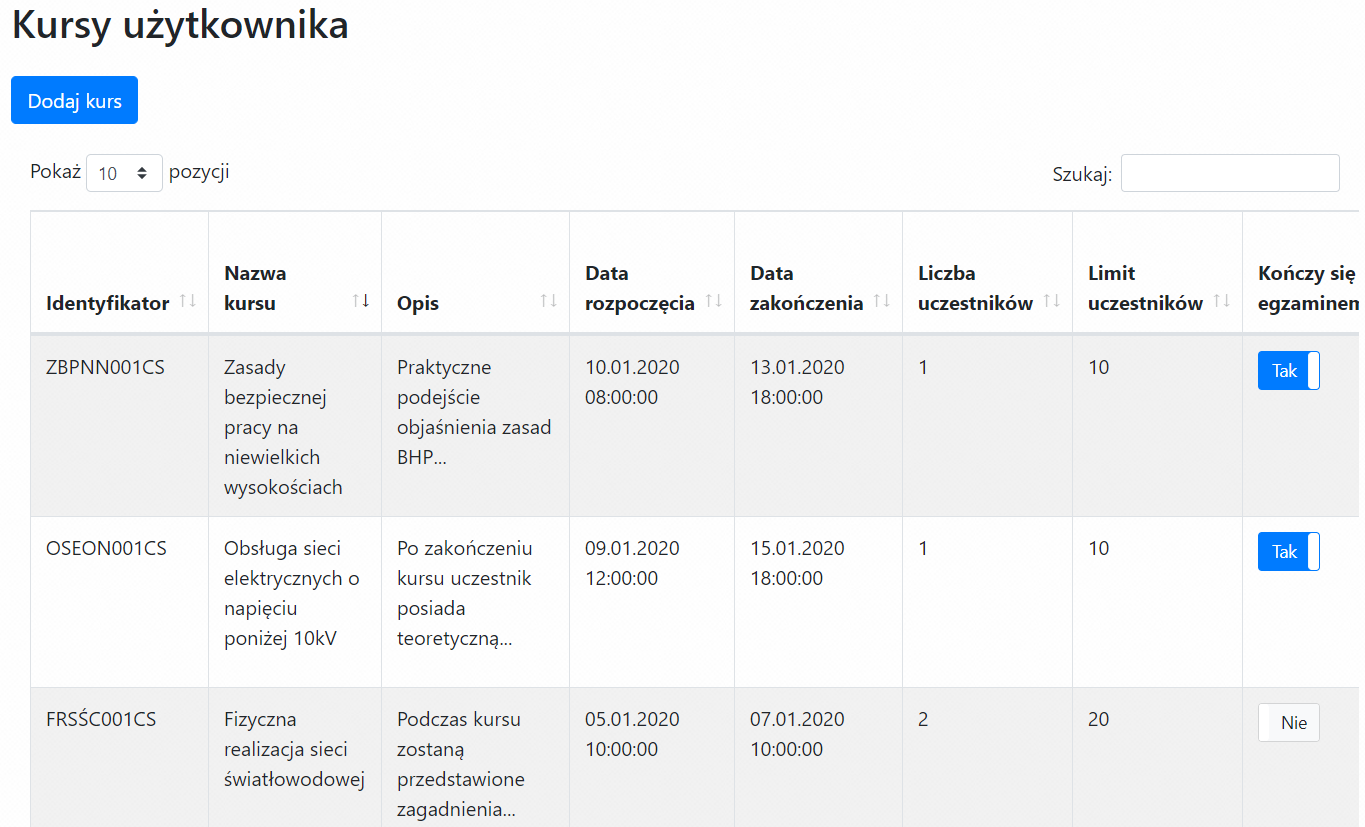 Kursy użytkownika
Dodaj kurs
Pokaż 10 pozycji
Szukaj:
Identyfikator
Nazwa
kursu
Opis
Data
rozpoczęcia
Data
zakończenia
Liczba
uczestników
Limit
uczestników
Kończy się
egzaminem
ZBPNN001CS
Zasady
bezpiecznej
pracy na
niewielkich
wysokościach
Praktyczne
podejście
objaśnienia zasad
BHP...
10.01.2020
08:00:00
13.01.2020
18:00:00
1
10
Tak
OSEON001CS
Obsługa sieci
elektrycznych o
napięciu
poniżej 10kV
Po zakończeniu
kursu uczestnik
posiada
teoretyczną...
09.01.2020
12:00:00
15.01.2020
18:00:00
1
10
Tak
FRSŚC001CS
Fizyczna
realizacja sieci
światłowodowej
Podczas kursu
zostaną
przedstawione
zagadnienia...
05.01.2020
10:00:00
07.01.2020
10:00:00
2
20
Nie